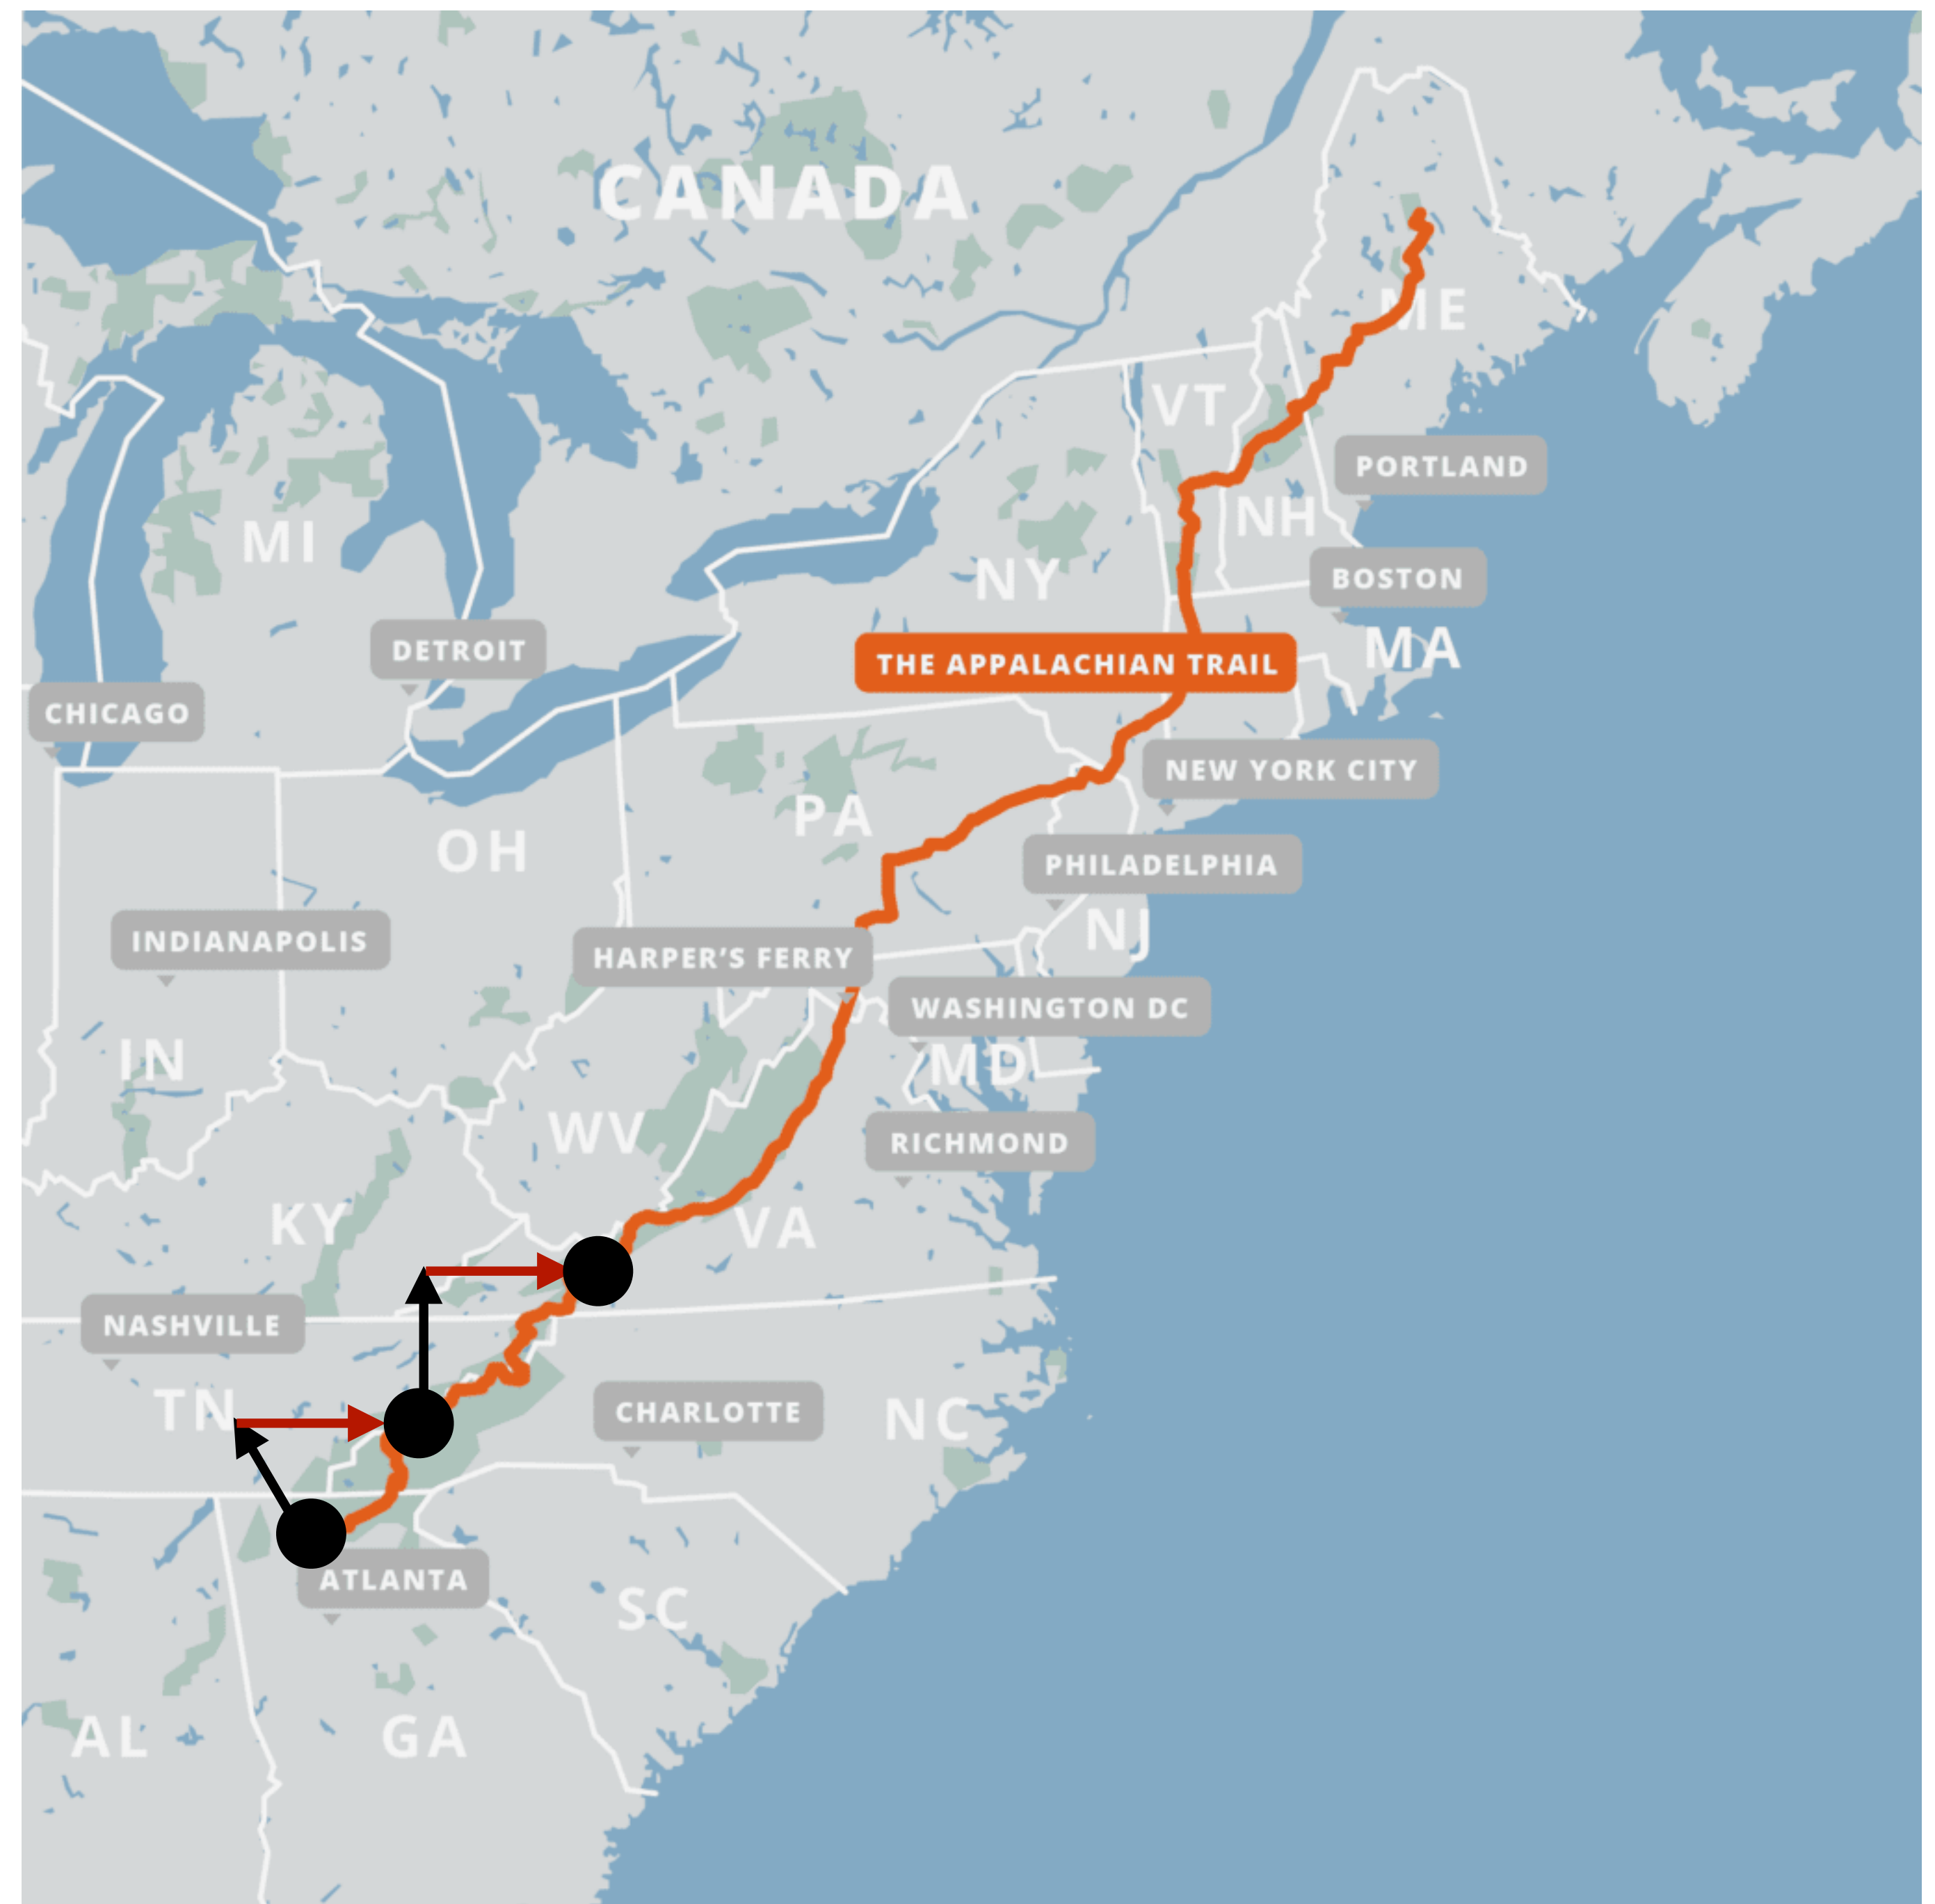 CANADA
ME
VT
PORTLAND
NH
MI
BOSTON
NY
MA
DETROIT
THE APPALACHIAN TRAIL
CHICAGO
NEW YORK CITY
PA
OH
PHILADELPHIA
NJ
INDIANAPOLIS
HARPER'S FERRY
WASHINGTON DC
IN
MD
WV
RICHMOND
KY
VA
NASHVILLE
TN
CHARLOTTE
NC
ATLANTA
SC
AL
GA